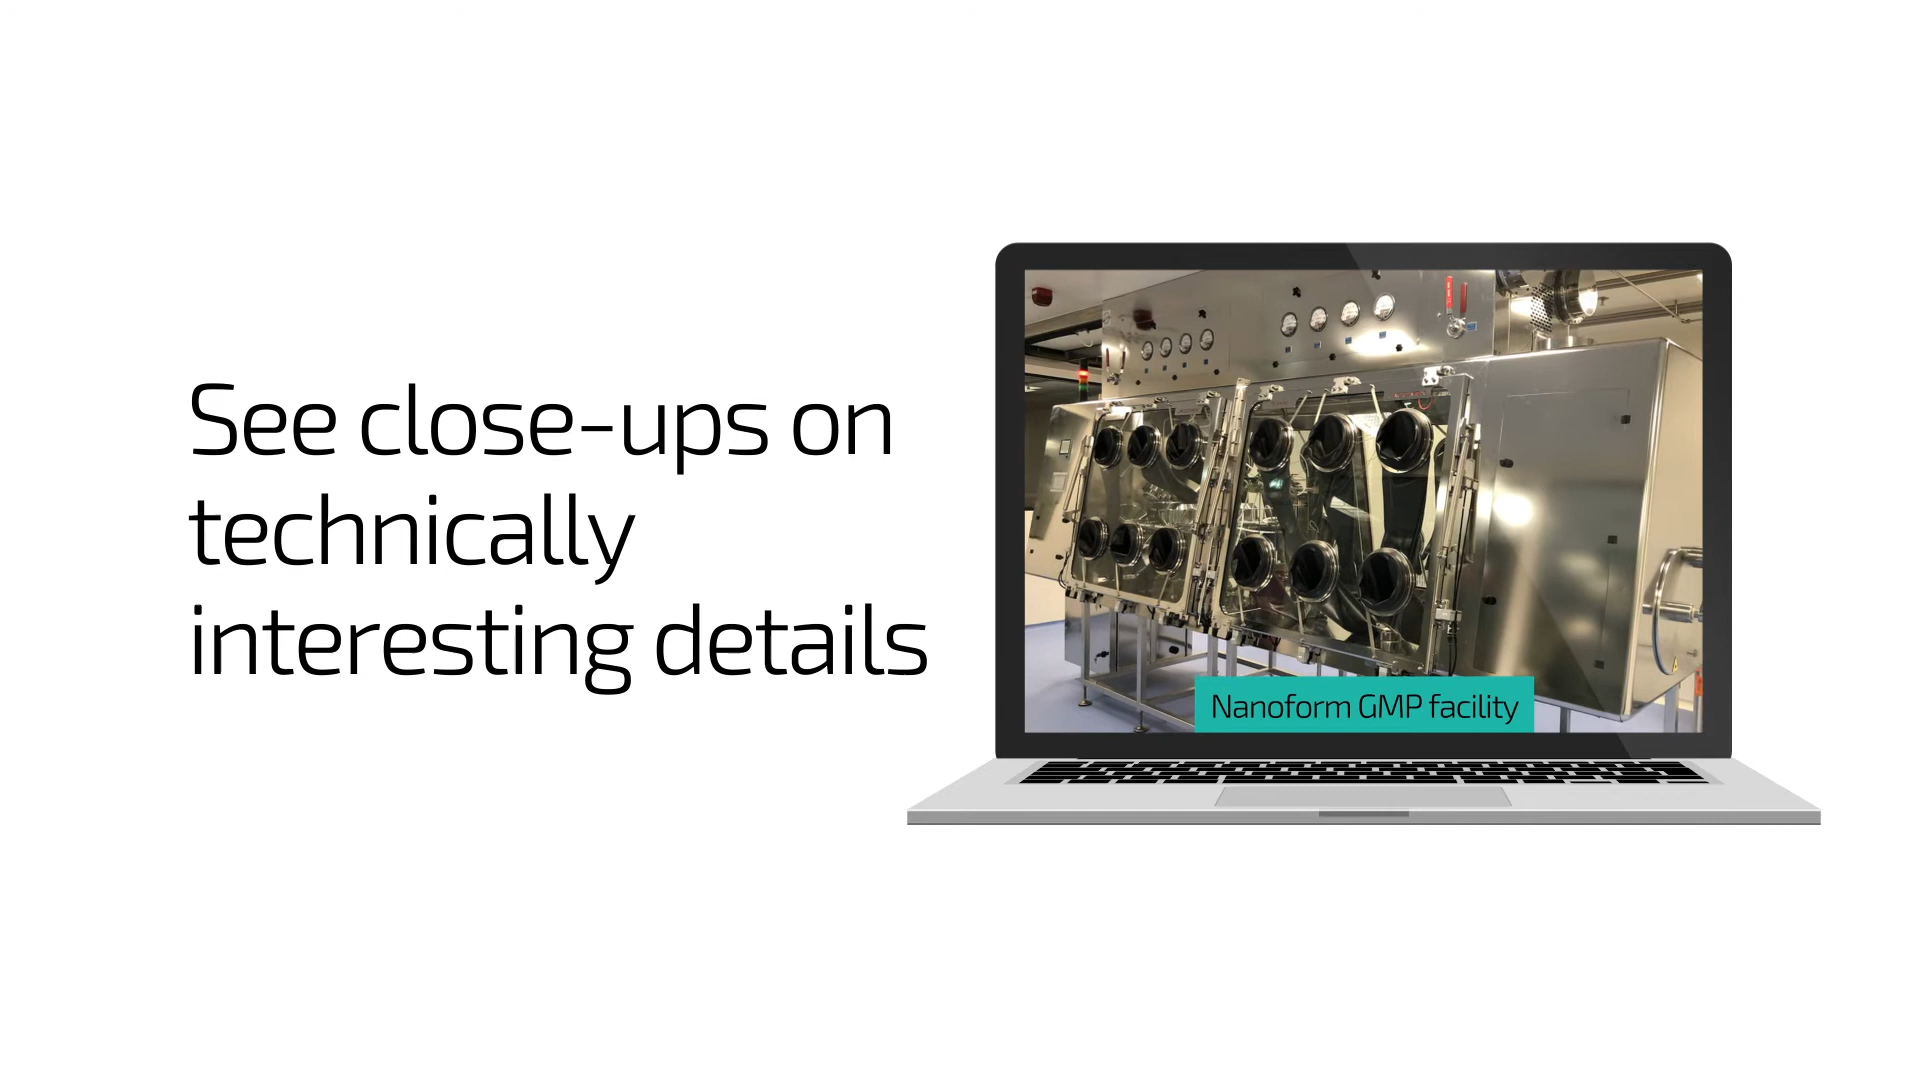 See close-ups on
technically
interesting details
Nanoform GMP facility